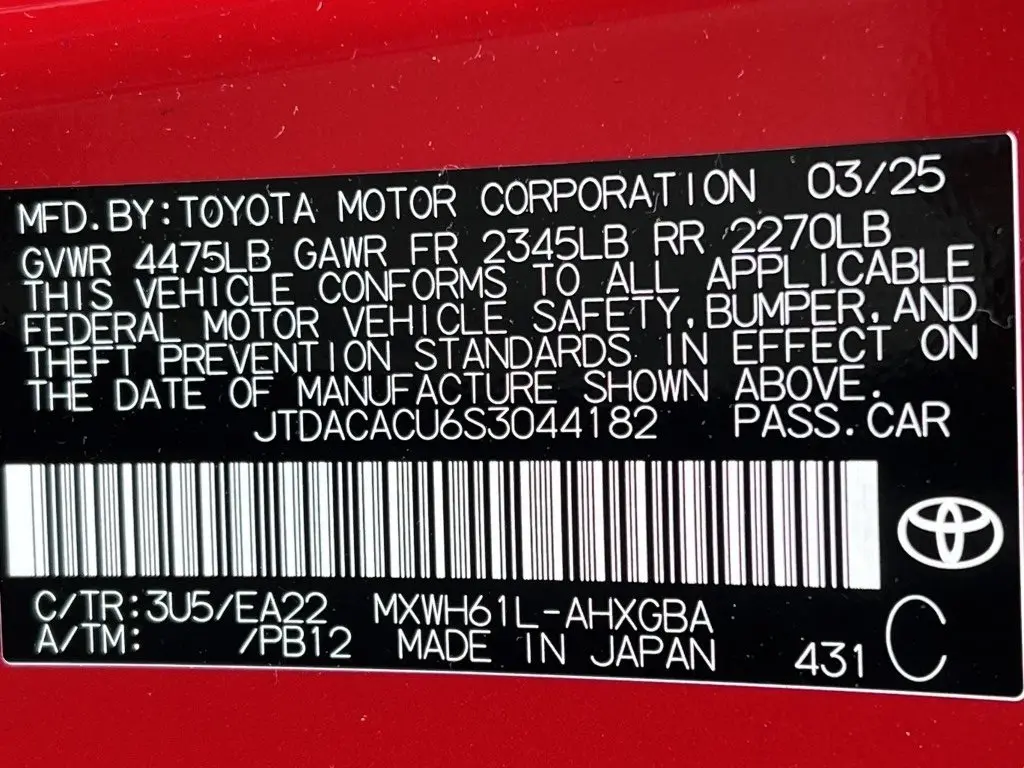 MFD.BY:TOYOTA MOTOR CORPORATION 03/25
GVWR 4475LB GAWR FR 2345LB RR 2270LB
THIS VEHICLE CONFORMS TO ALL APPLICABLE
FEDERAL MOTOR VEHICLE SAFETY,BUMPER,AND
THEFT PREVENTION STANDARDS IN EFFECT ON
THE DATE OF MANUFACTURE SHOWN ABOVE.
JTDACACU6S3044182 PASS.CAR
C/TR:3U5/EA22 MXWH61L-AHXGBA C
A/TM: /PB12 MADE IN JAPAN 431